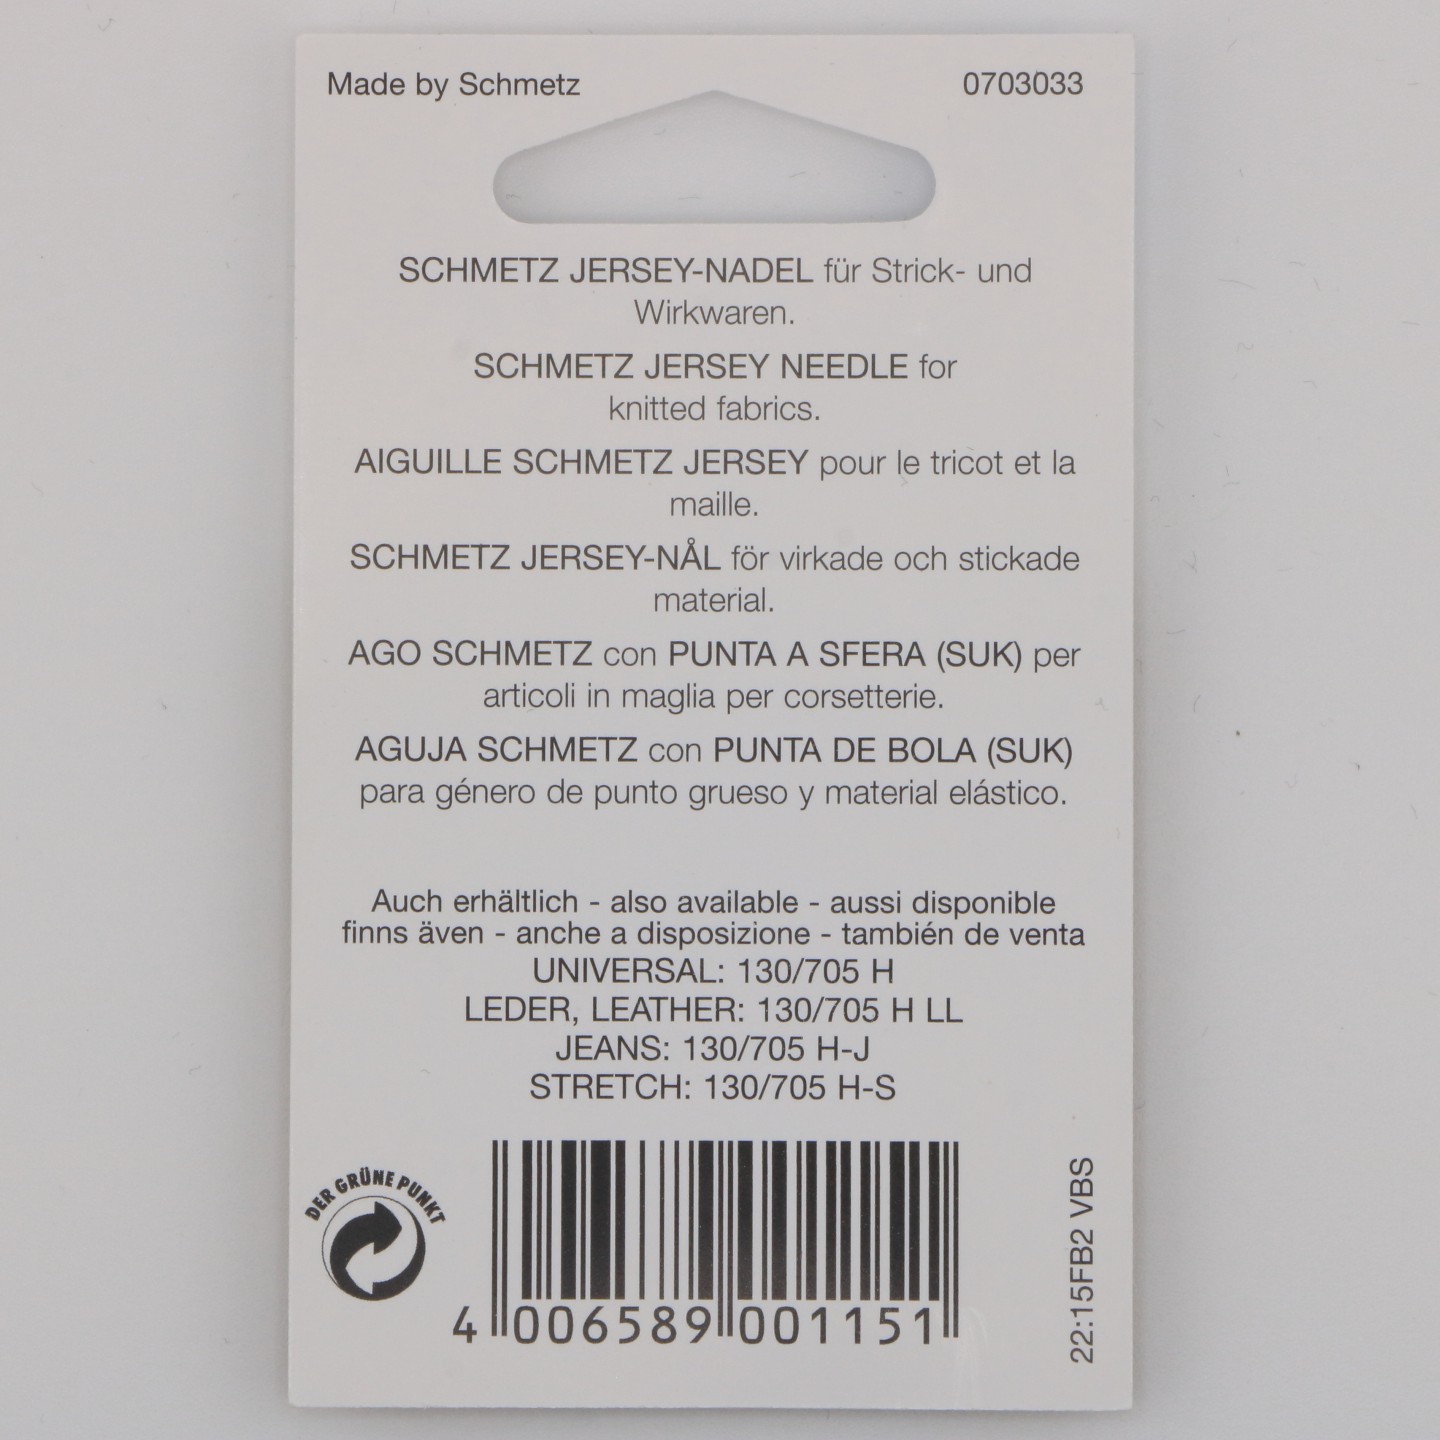 Made by Schmetz
0703033
SCHMETZ JERSEY-NADEL für Strick- und
Wirkwaren.
SCHMETZ JERSEY NEEDLE for
knitted fabrics.
AIGUILLE SCHMETZ JERSEY pour le tricot et la
maille.
SCHMETZ JERSEY-NÅL för virkade och stickade
material.
AGO SCHMETZ con PUNTA A SFERA (SUK) per
articoli in maglia per corsetterie.
AGUJA SCHMETZ con PUNTA DE BOLA (SUK)
para género de punto grueso y material elástico.
Auch erhältlich - also available - aussi disponible
finns även - anche a disposizione - también de venta
UNIVERSAL: 130/705 H
LEDER, LEATHER: 130/705 H LL
JEANS: 130/705 H-J
STRETCH: 130/705 H-S
DER GRÜNE PUNKT
4 006589 001151
22:15FB2 VBS